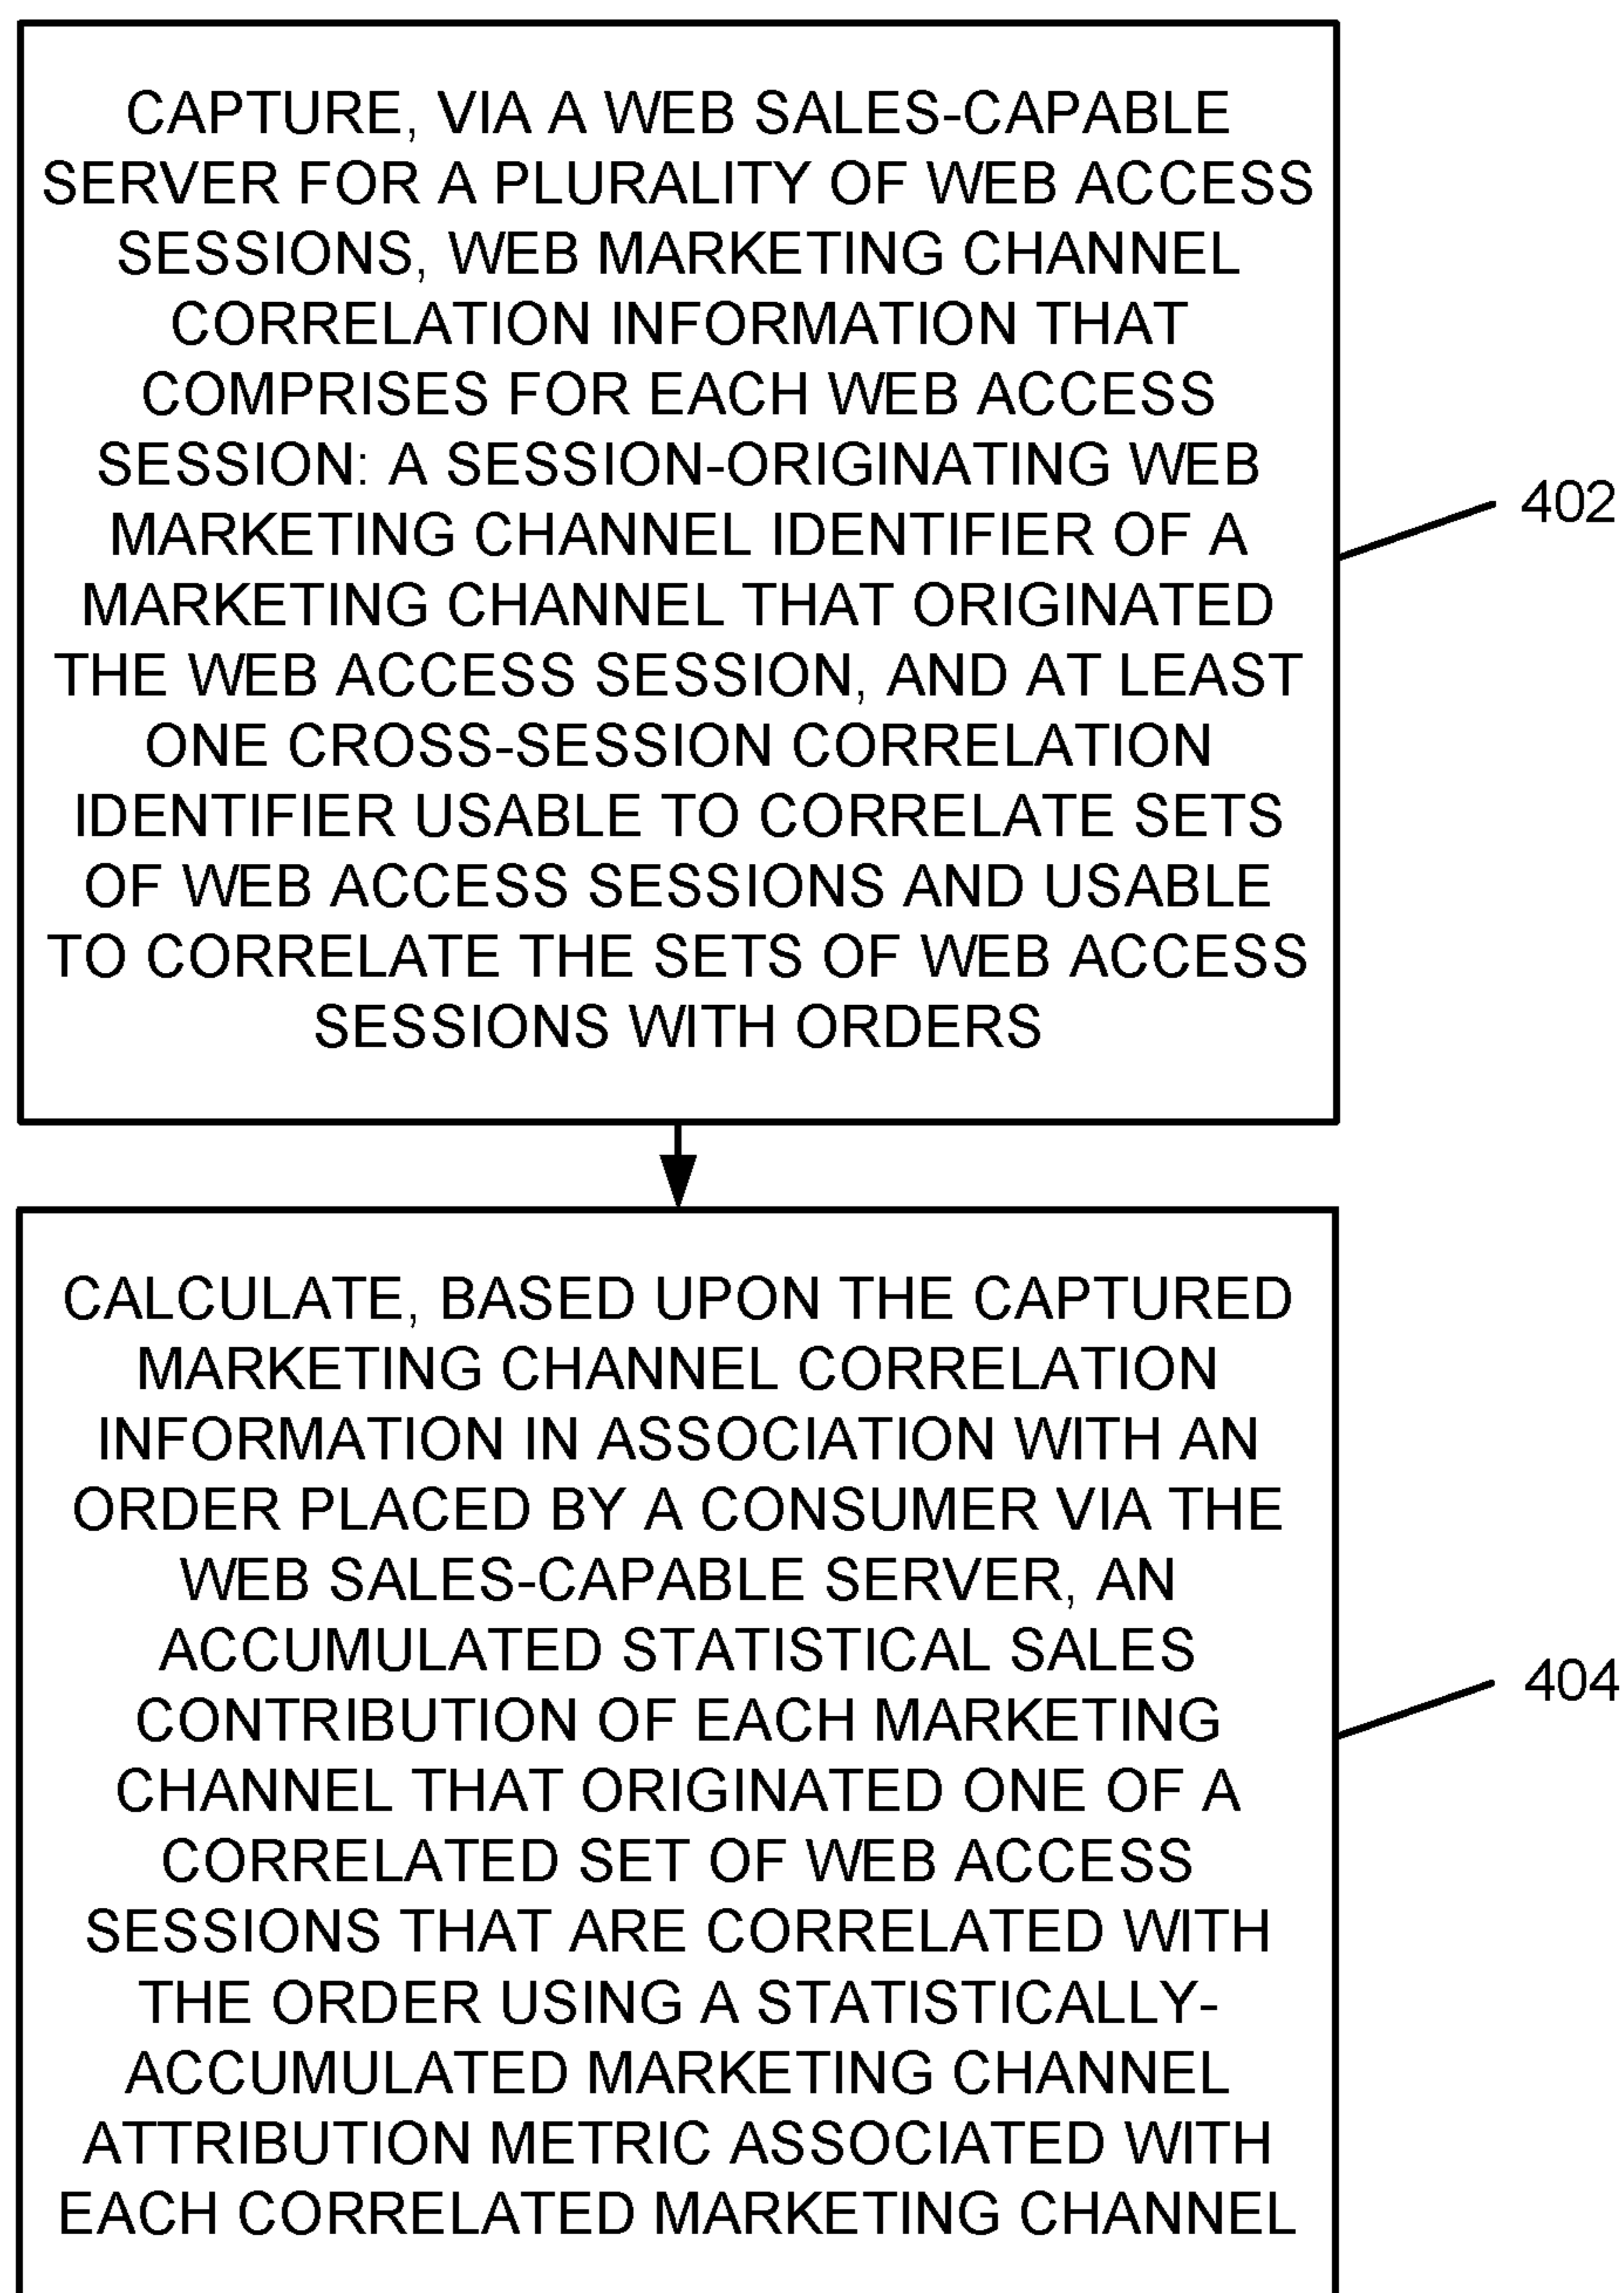 CAPTURE, VIA A WEB SALES-CAPABLE
SERVER FOR A PLURALITY OF WEB ACCESS
SESSIONS, WEB MARKETING CHANNEL
CORRELATION INFORMATION THAT
COMPRISES FOR EACH WEB ACCESS
SESSION: A SESSION-ORIGINATING WEB
MARKETING CHANNEL IDENTIFIER OF A
MARKETING CHANNEL THAT ORIGINATED
THE WEB ACCESS SESSION, AND AT LEAST
ONE CROSS-SESSION CORRELATION
IDENTIFIER USABLE TO CORRELATE SETS
OF WEB ACCESS SESSIONS AND USABLE
TO CORRELATE THE SETS OF WEB ACCESS
SESSIONS WITH ORDERS
402
CALCULATE, BASED UPON THE CAPTURED
MARKETING CHANNEL CORRELATION
INFORMATION IN ASSOCIATION WITH AN
ORDER PLACED BY A CONSUMER VIA THE
WEB SALES-CAPABLE SERVER, AN
ACCUMULATED STATISTICAL SALES
CONTRIBUTION OF EACH MARKETING
CHANNEL THAT ORIGINATED ONE OF A
CORRELATED SET OF WEB ACCESS
SESSIONS THAT ARE CORRELATED WITH
THE ORDER USING A STATISTICALLY-
ACCUMULATED MARKETING CHANNEL
ATTRIBUTION METRIC ASSOCIATED WITH
EACH CORRELATED MARKETING CHANNEL
404